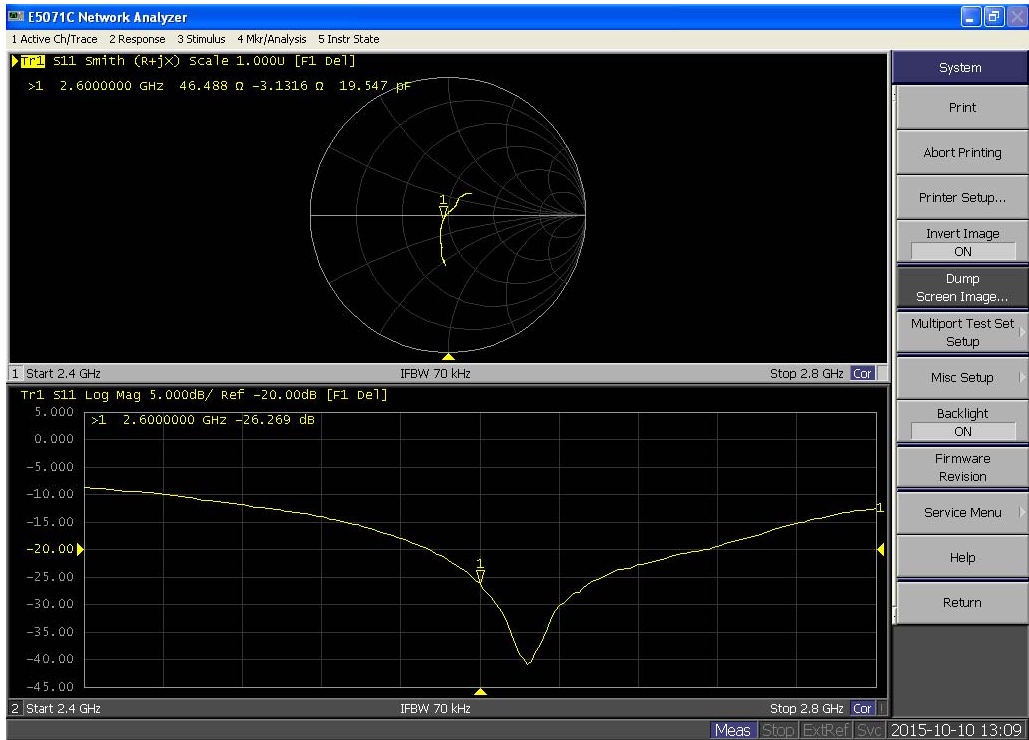 E5071C Network Analyzer
1 Active Ch/Trace 2 Response 3 Stimulus 4 Mkr/Analysis 5 Instr State
Tr1 S11 Smith (R+jX) Scale 1.000U [F1 Del]
>1 2.6000000 GHz 46.488 Ω -3.1316 Ω 19.547 pF
1
1 Start 2.4 GHz IFBW 70 kHz Stop 2.8 GHz Cor
Tr1 S11 Log Mag 5.000dB/ Ref -20.00dB [F1 Del]
5.000
>1 2.6000000 GHz -26.269 dB
0.000
-5.000
-10.00
1
-15.00
-20.00
1
-25.00
-30.00
-35.00
-40.00
-45.00
2 Start 2.4 GHz IFBW 70 kHz Stop 2.8 GHz Cor
System
Print
Abort Printing
Printer Setup...
Invert Image
ON
Dump
Screen Image...
Multiport Test Set
Setup
Misc Setup
Backlight
ON
Firmware
Revision
Service Menu
Help
Return
Meas Stop ExtRef Svc 2015-10-10 13:09